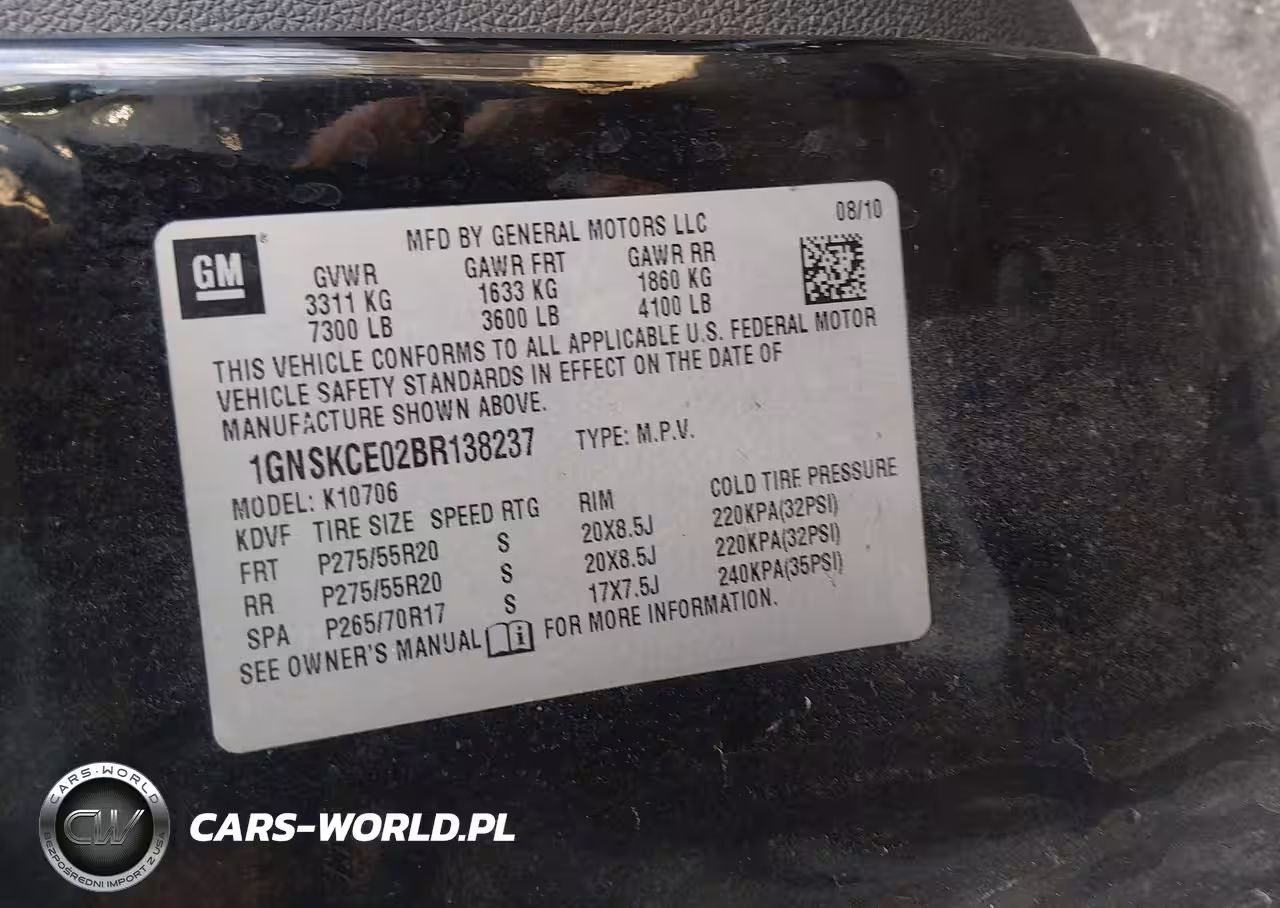 GM
MFD BY GENERAL MOTORS LLC 08/10
GVWR GAWR FRT GAWR RR
3311 KG 1633 KG 1860 KG
7300 LB 3600 LB 4100 LB
THIS VEHICLE CONFORMS TO ALL APPLICABLE U.S. FEDERAL MOTOR
VEHICLE SAFETY STANDARDS IN EFFECT ON THE DATE OF
MANUFACTURE SHOWN ABOVE.
1GNSKCE02BR138237 TYPE: M.P.V.
MODEL: K10706
KDVF TIRE SIZE SPEED RTG RIM COLD TIRE PRESSURE
FRT P275/55R20 S 20X8.5J 220KPA(32PSI)
RR P275/55R20 S 20X8.5J 220KPA(32PSI)
SPA P265/70R17 S 17X7.5J 240KPA(35PSI)
SEE OWNER'S MANUAL FOR MORE INFORMATION.
CARS-WORLD
CW
BEZPOŚREDNI IMPORT Z USA
CARS-WORLD.PL